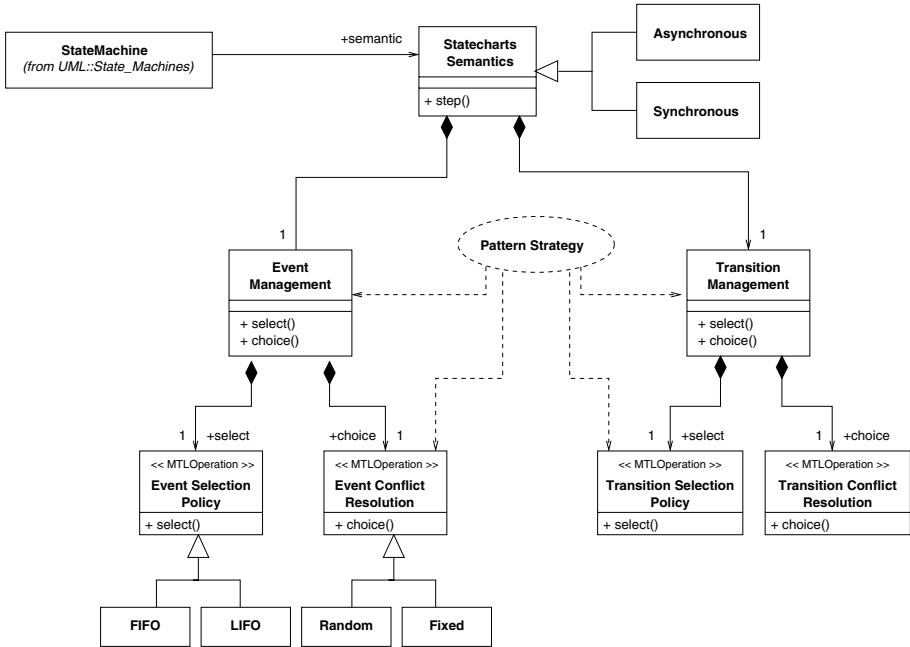 StateMachine
(from UML::State_Machines)
+semantic
Statecharts
Semantics
+ step()
Asynchronous
Synchronous
1
1
Pattern Strategy
Event
Management
+ select()
+ choice()
Transition
Management
+ select()
+ choice()
1 +select
+choice 1
1 +select
1 +choice
<< MTLOperation >>
Event Selection
Policy
+ select()
<< MTLOperation >>
Event Conflict
Resolution
+ choice()
<< MTLOperation >>
Transition Selection
Policy
+ select()
<< MTLOperation >>
Transition Conflict
Resolution
+ choice()
FIFO
LIFO
Random
Fixed